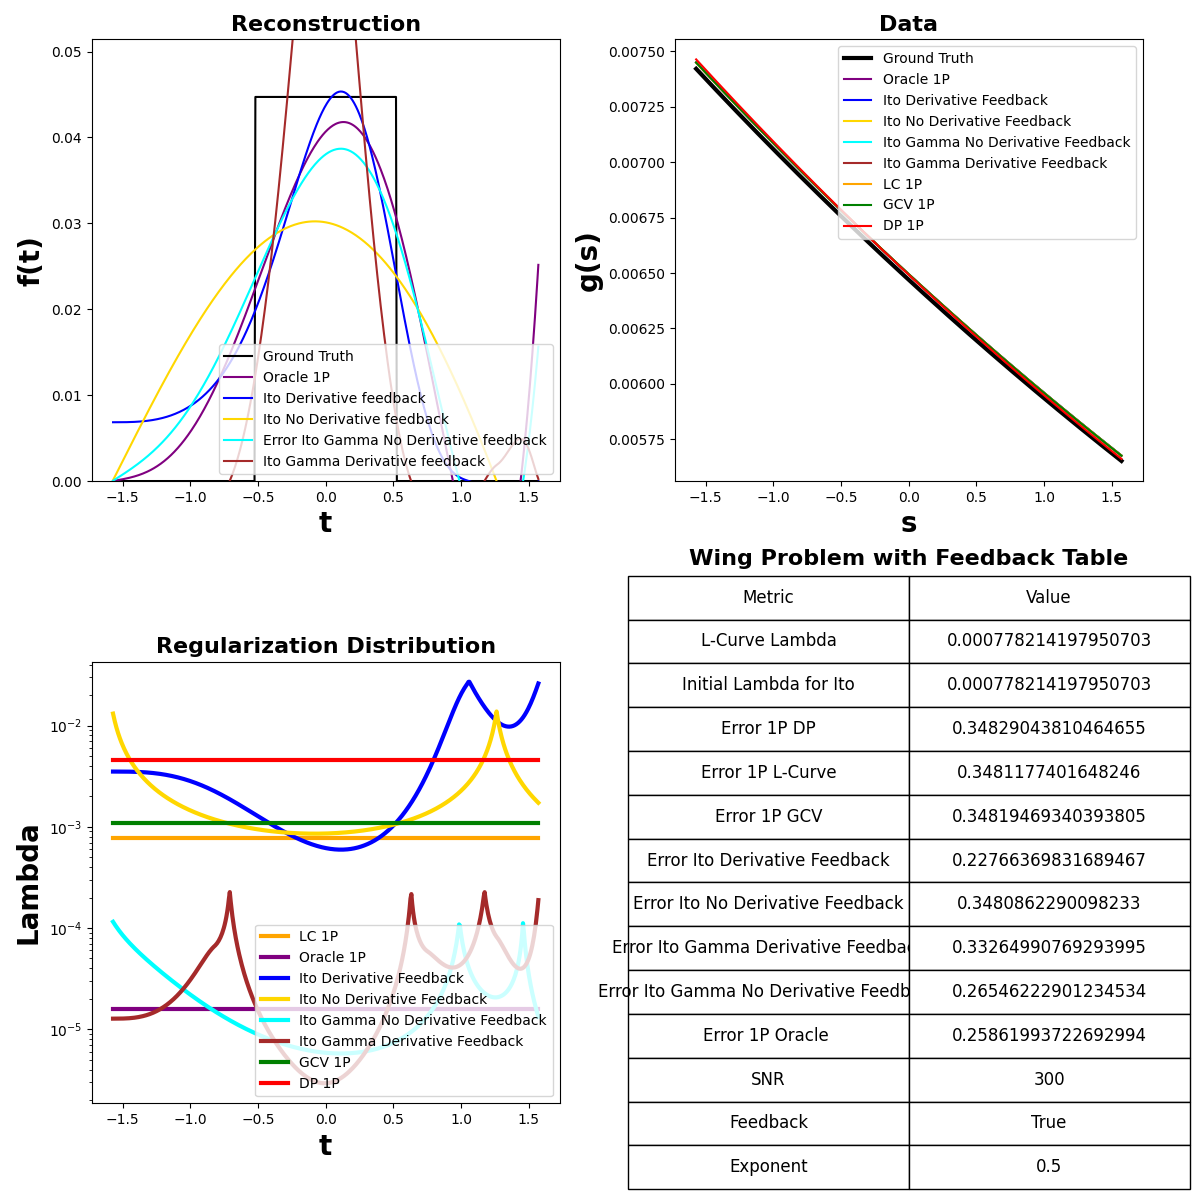 Reconstruction
f(t)
0.05
0.04
0.03
0.02
0.01
0.00
Ground Truth
Oracle 1P
Ito Derivative feedback
Ito No Derivative feedback
Error Ito Gamma No Derivative feedback
Ito Gamma Derivative feedback
−1.5 −1.0 −0.5 0.0 0.5 1.0 1.5
t
Data
g(s)
0.00750
0.00725
0.00700
0.00675
0.00650
0.00625
0.00600
0.00575
Ground Truth
Oracle 1P
Ito Derivative Feedback
Ito No Derivative Feedback
Ito Gamma No Derivative Feedback
Ito Gamma Derivative Feedback
LC 1P
GCV 1P
DP 1P
−1.5 −1.0 −0.5 0.0 0.5 1.0 1.5
s
Regularization Distribution
Lambda
10⁻²
10⁻³
10⁻⁴
10⁻⁵
LC 1P
Oracle 1P
Ito Derivative Feedback
Ito No Derivative Feedback
Ito Gamma No Derivative Feedback
Ito Gamma Derivative Feedback
GCV 1P
DP 1P
−1.5 −1.0 −0.5 0.0 0.5 1.0 1.5
t
Wing Problem with Feedback Table
Metric Value
L-Curve Lambda 0.000778214197950703
Initial Lambda for Ito 0.000778214197950703
Error 1P DP 0.34829043810464655
Error 1P L-Curve 0.3481177401648246
Error 1P GCV 0.34819469340393805
Error Ito Derivative Feedback 0.22766369831689467
Error Ito No Derivative Feedback 0.3480862290098233
Error Ito Gamma Derivative Feedbac 0.33264990769293995
Error Ito Gamma No Derivative Feedb 0.26546222901234534
Error 1P Oracle 0.25861993722692994
SNR 300
Feedback True
Exponent 0.5